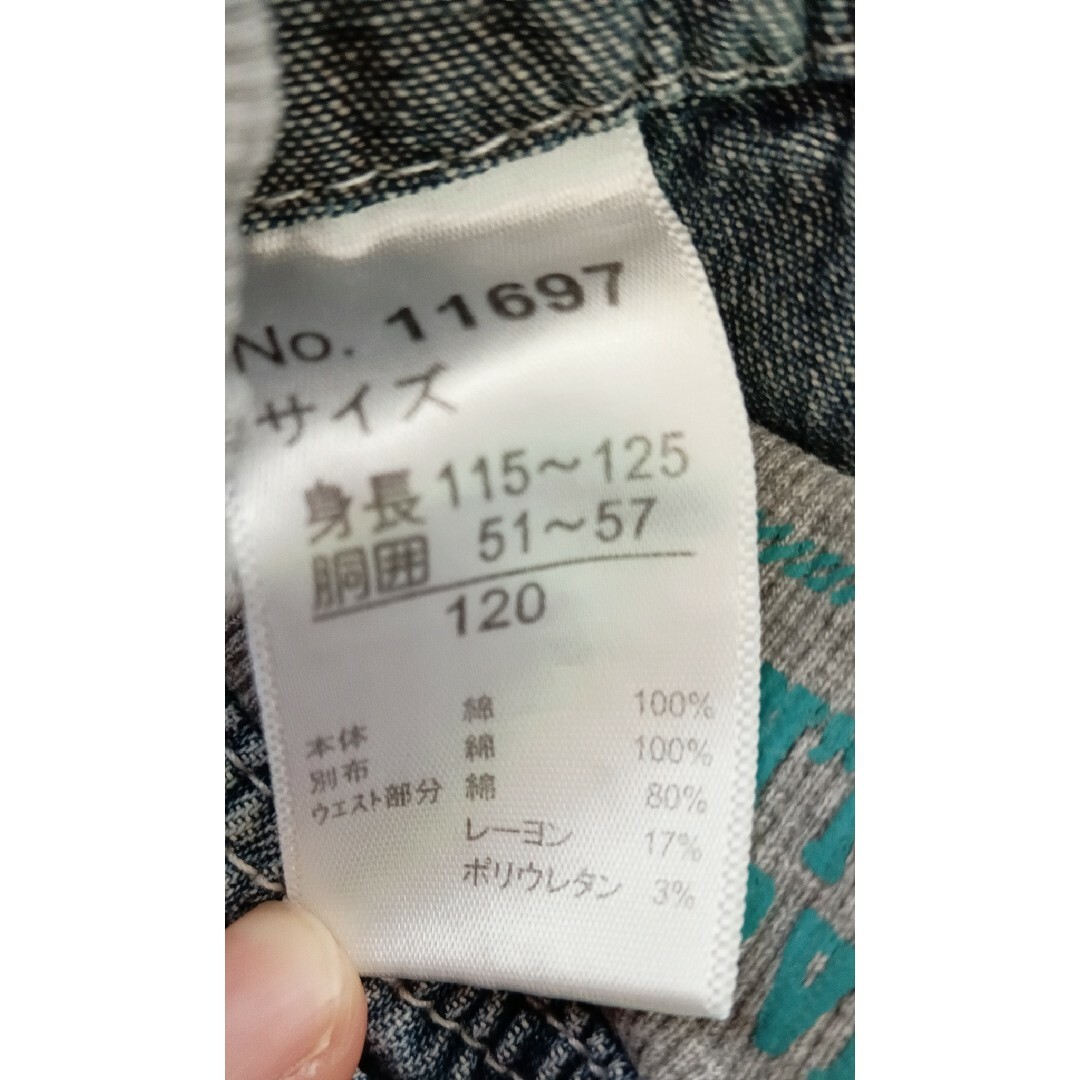 No. 11697
サイズ
身長 115～125
胴囲 51～57
120
本体 綿 100%
別布 綿 100%
ウエスト部分 綿 80%
レーヨン 17%
ポリウレタン 3%